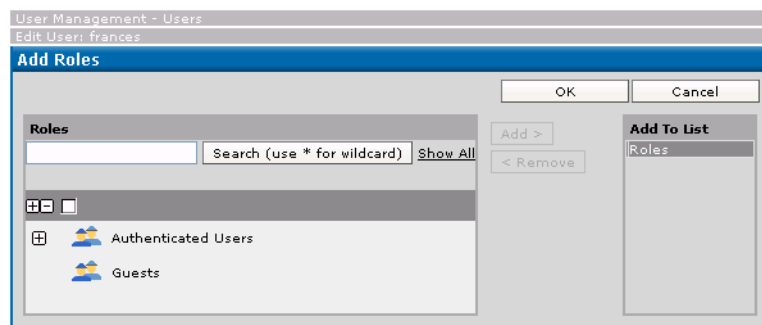 User Management - Users
Edit User: frances
Add Roles
OK Cancel
Roles
Search (use * for wildcard) Show All
Add >
< Remove
Add To List
Roles
Authenticated Users
Guests